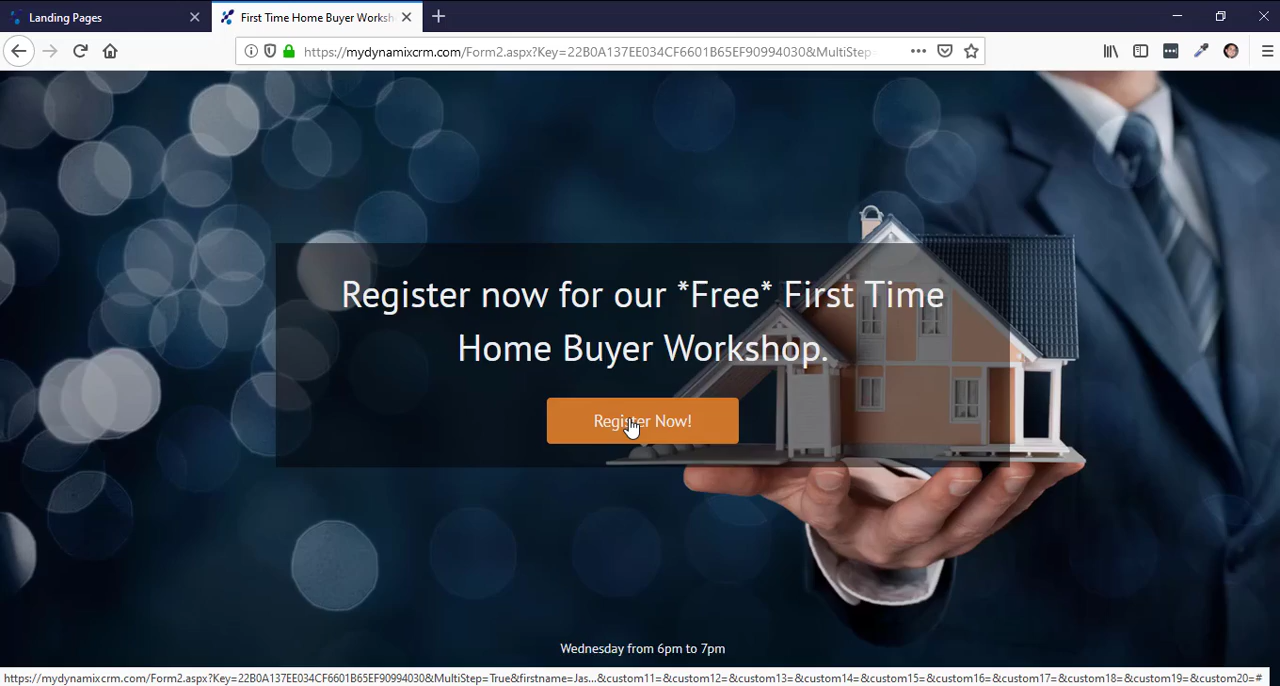 Landing Pages
First Time Home Buyer Worksh
https://mydynamixcrm.com/Form2.aspx?Key=22B0A137EE034CF6601B65EF90994030&MultiStep=
Register now for our *Free* First Time
Home Buyer Workshop.
Register Now!
Wednesday from 6pm to 7pm
https://mydynamixcrm.com/Form2.aspx?Key=22B0A137EE034CF6601B65EF90994030&MultiStep=True&firstname=Jas...&custom11=&custom12=&custom13=&custom14=&custom15=&custom16=&custom17=&custom18=&custom19=&custom20=#